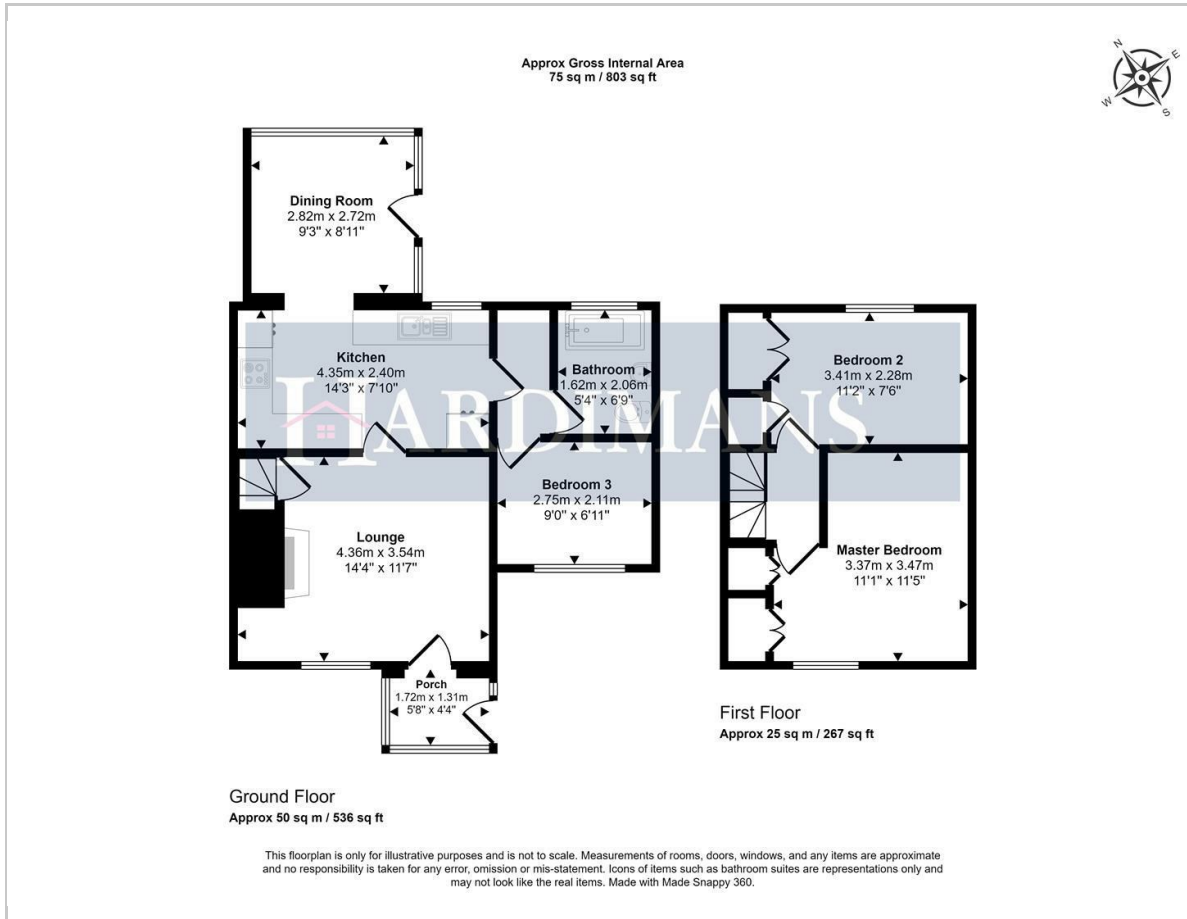 Approx Gross Internal Area
75 sq m / 803 sq ft
N
E
W
S
Dining Room
2.82m x 2.72m
9'3" x 8'11"
Kitchen
4.35m x 2.40m
14'3" x 7'10"
Bathroom
1.62m x 2.06m
5'4" x 6'9"
Bedroom 2
3.41m x 2.28m
11'2" x 7'6"
HARDIMANS
Bedroom 3
2.75m x 2.11m
9'0" x 6'11"
Lounge
4.36m x 3.54m
14'4" x 11'7"
Master Bedroom
3.37m x 3.47m
11'1" x 11'5"
Porch
1.72m x 1.31m
5'8" x 4'4"
First Floor
Approx 25 sq m / 267 sq ft
Ground Floor
Approx 50 sq m / 536 sq ft
This floorplan is only for illustrative purposes and is not to scale. Measurements of rooms, doors, windows, and any items are approximate
and no responsibility is taken for any error, omission or mis-statement. Icons of items such as bathroom suites are representations only and
may not look like the real items. Made with Made Snappy 360.